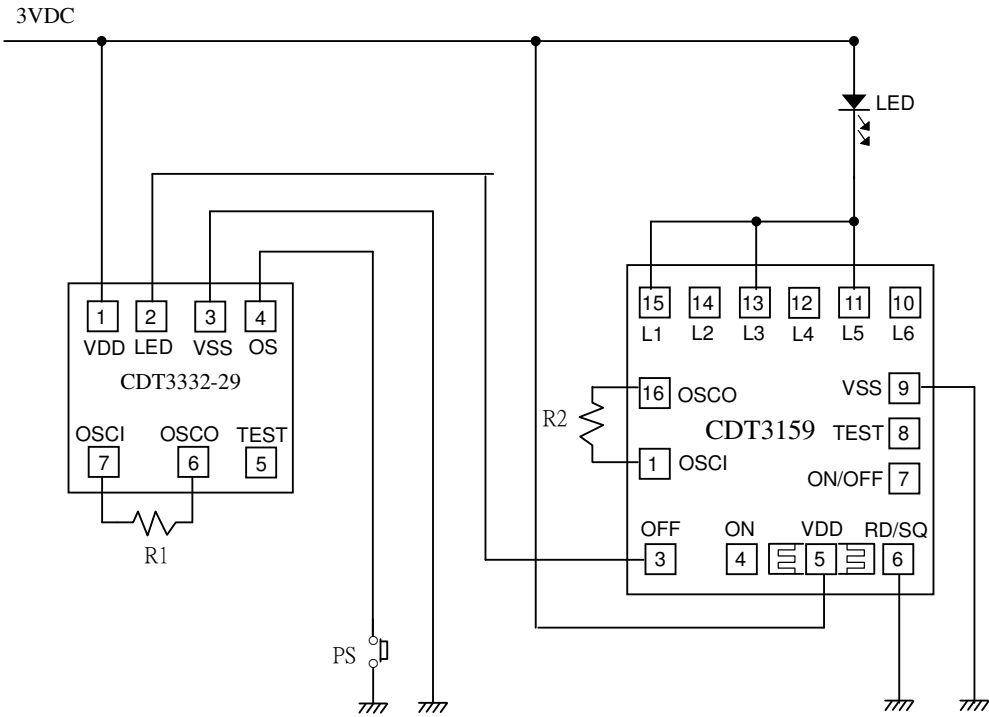 3VDC
LED
1 2 3 4
VDD LED VSS OS
CDT3332-29
OSCI OSCO TEST
7 6 5
R1
PS
15 14 13 12 11 10
L1 L2 L3 L4 L5 L6
16 OSCO
VSS 9
R2
CDT3159
TEST 8
1 OSCI
ON/OFF 7
OFF ON VDD RD/SQ
3 4 5 6